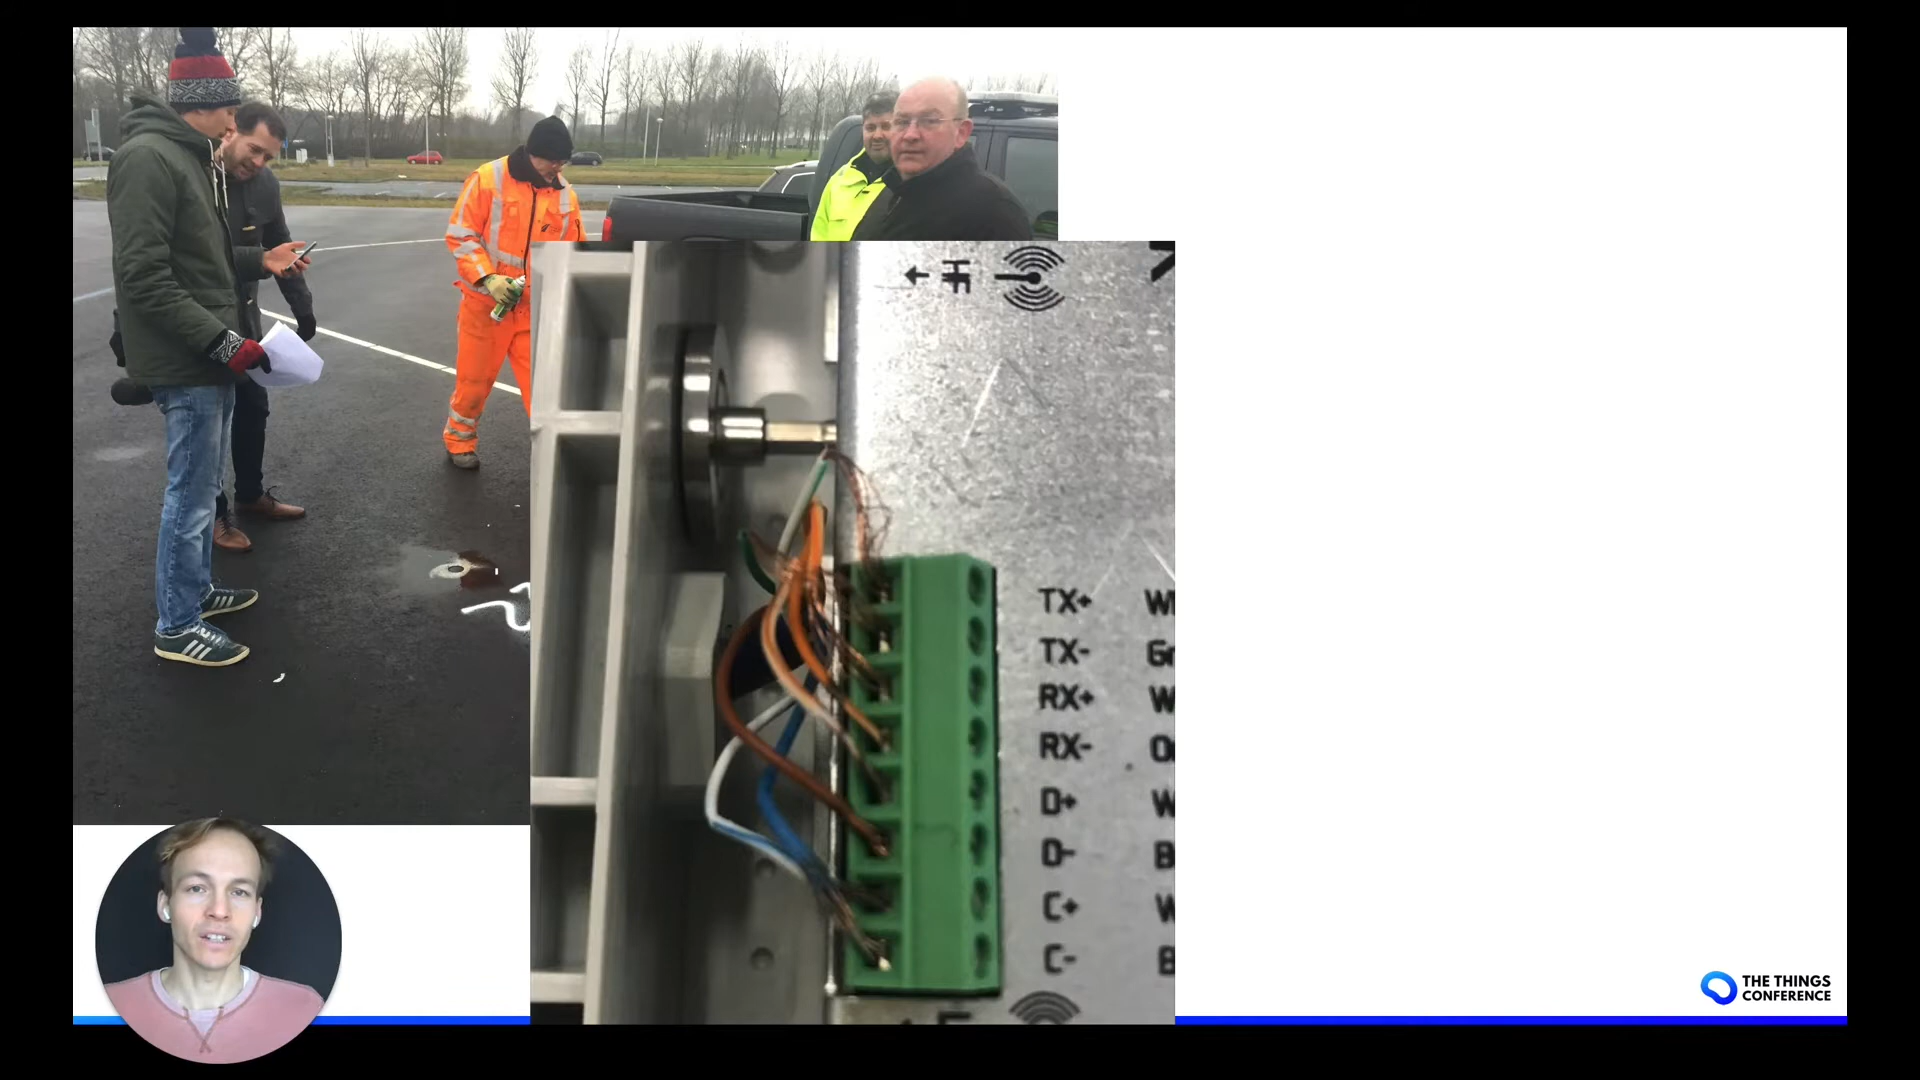 TX+
TX-
RX+
RX-
D+
D-
C+
C-
THE THINGS
CONFERENCE